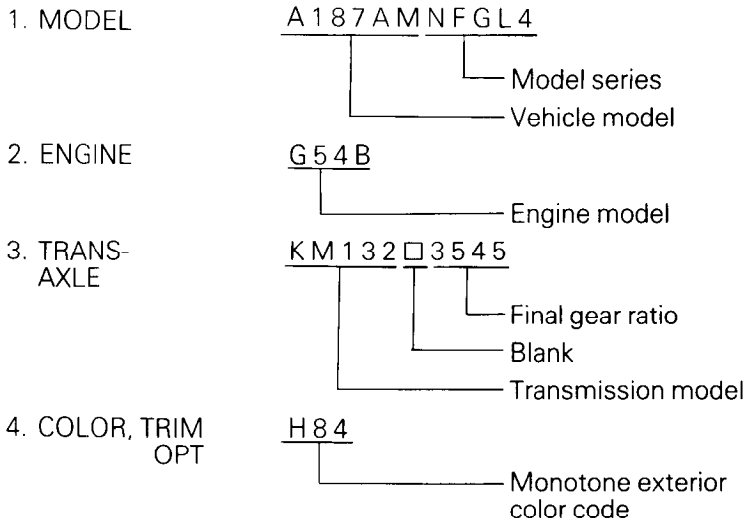 1. MODEL A187AMNFGL4
Model series
Vehicle model
2. ENGINE G54B
Engine model
3. TRANS-
AXLE
KM132□3545
Final gear ratio
Blank
Transmission model
4. COLOR, TRIM
OPT
H84
Monotone exterior
color code